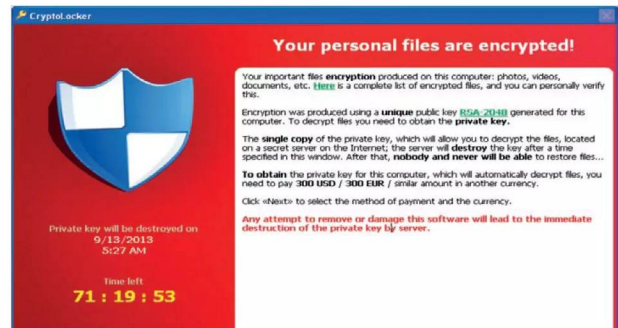 CryptoLocker
Your personal files are encrypted!
Your important files encryption produced on this computer: photos, videos,
documents, etc. Here is a complete list of encrypted files, and you can personally verify
this.
Encryption was produced using a unique public key RSA-2048 generated for this
computer. To decrypt files you need to obtain the private key.
The single copy of the private key, which will allow you to decrypt the files, located
on a secret server on the Internet; the server will destroy the key after a time
specified in this window. After that, nobody and never will be able to restore files...
To obtain the private key for this computer, which will automatically decrypt files, you
need to pay 300 USD / 300 EUR / similar amount in another currency.
Click «Next» to select the method of payment and the currency.
Any attempt to remove or damage this software will lead to the immediate
destruction of the private key by server.
Private key will be destroyed on
9/13/2013
5:27 AM
Time left
71 : 19 : 53